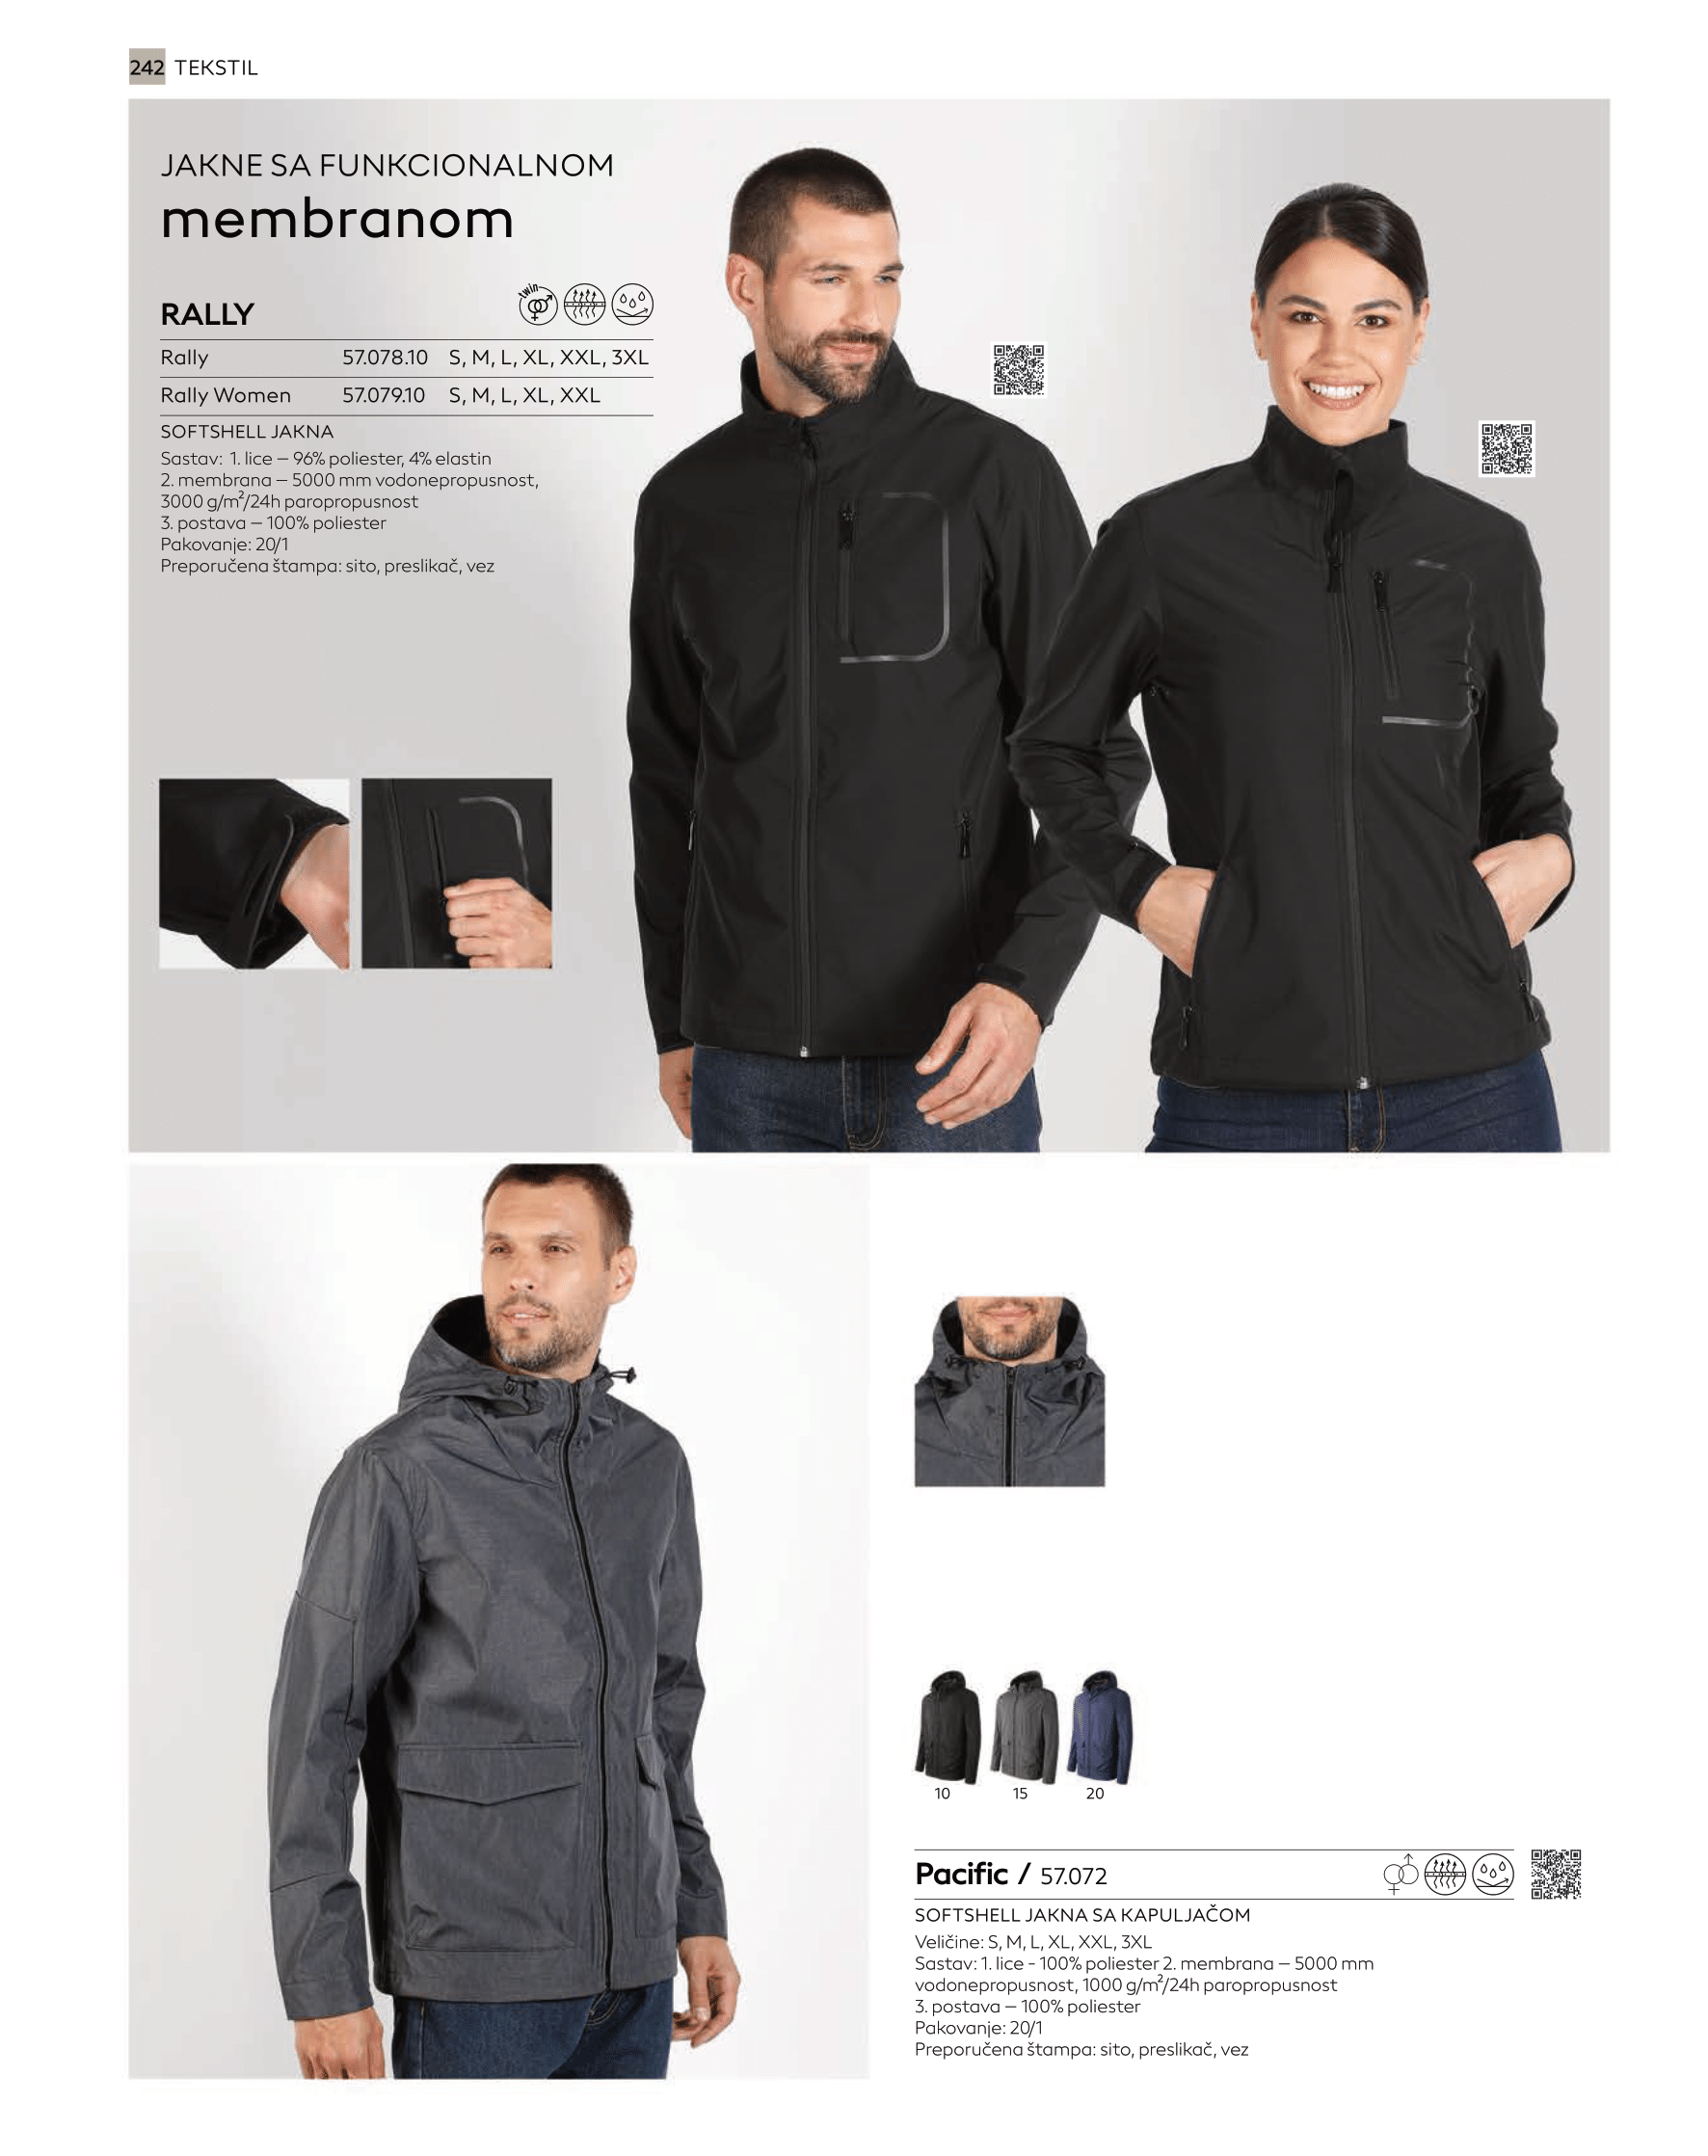 242 TEKSTIL
JAKNE SA FUNKCIONALNOM
membranom
RALLY
twin
Rally 57.078.10 S, M, L, XL, XXL, 3XL
Rally Women 57.079.10 S, M, L, XL, XXL
SOFTSHELL JAKNA
Sastav: 1. lice – 96% poliester, 4% elastin
2. membrana – 5000 mm vodonepropusnost,
3000 g/m²/24h paropropusnost
3. postava – 100% poliester
Pakovanje: 20/1
Preporučena štampa: sito, preslikač, vez
10 15 20
Pacific / 57.072
SOFTSHELL JAKNA SA KAPULJAČOM
Veličine: S, M, L, XL, XXL, 3XL
Sastav: 1. lice - 100% poliester 2. membrana – 5000 mm
vodonepropusnost, 1000 g/m²/24h paropropusnost
3. postava – 100% poliester
Pakovanje: 20/1
Preporučena štampa: sito, preslikač, vez